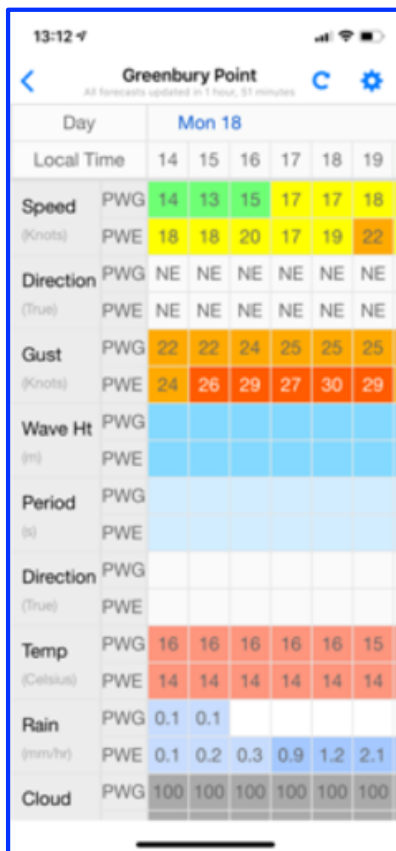 13:12
Greenbury Point
All forecasts updated in 1 hour, 51 minutes
Day Mon 18
Local Time 14 15 16 17 18 19
Speed (Knots) PWG 14 13 15 17 17 18
PWE 18 18 20 17 19 22
Direction (True) PWG NE NE NE NE NE NE
PWE NE NE NE NE NE NE
Gust (Knots) PWG 22 22 24 25 25 25
PWE 24 26 29 27 30 29
Wave Ht (m) PWG
PWE
Period (s) PWG
PWE
Direction (True) PWG
PWE
Temp (Celsius) PWG 16 16 16 16 16 15
PWE 14 14 14 14 14 14
Rain (mm/hr) PWG 0.1 0.1
PWE 0.1 0.2 0.3 0.9 1.2 2.1
Cloud PWG 100 100 100 100 100 100